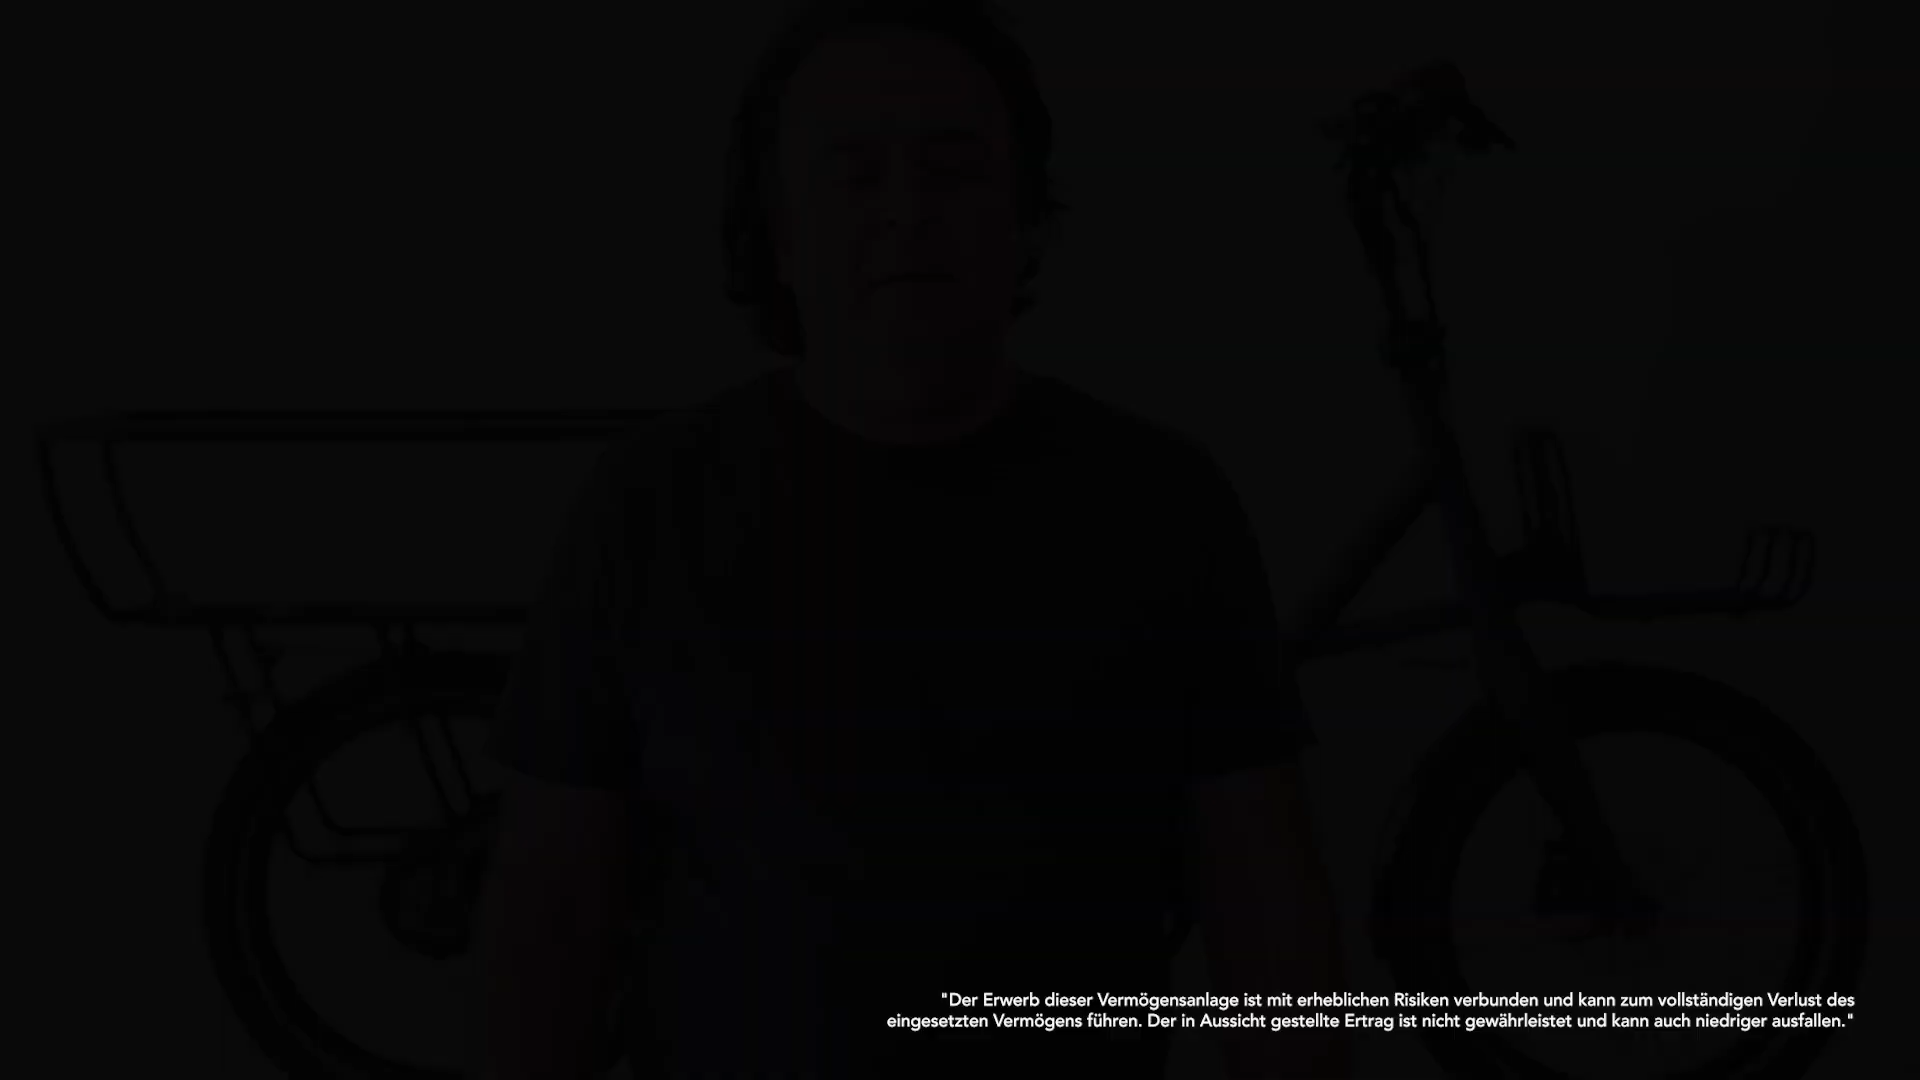 "Der Erwerb dieser Vermögensanlage ist mit erheblichen Risiken verbunden und kann zum vollständigen Verlust des
eingesetzten Vermögens führen. Der in Aussicht gestellte Ertrag ist nicht gewährleistet und kann auch niedriger ausfallen."